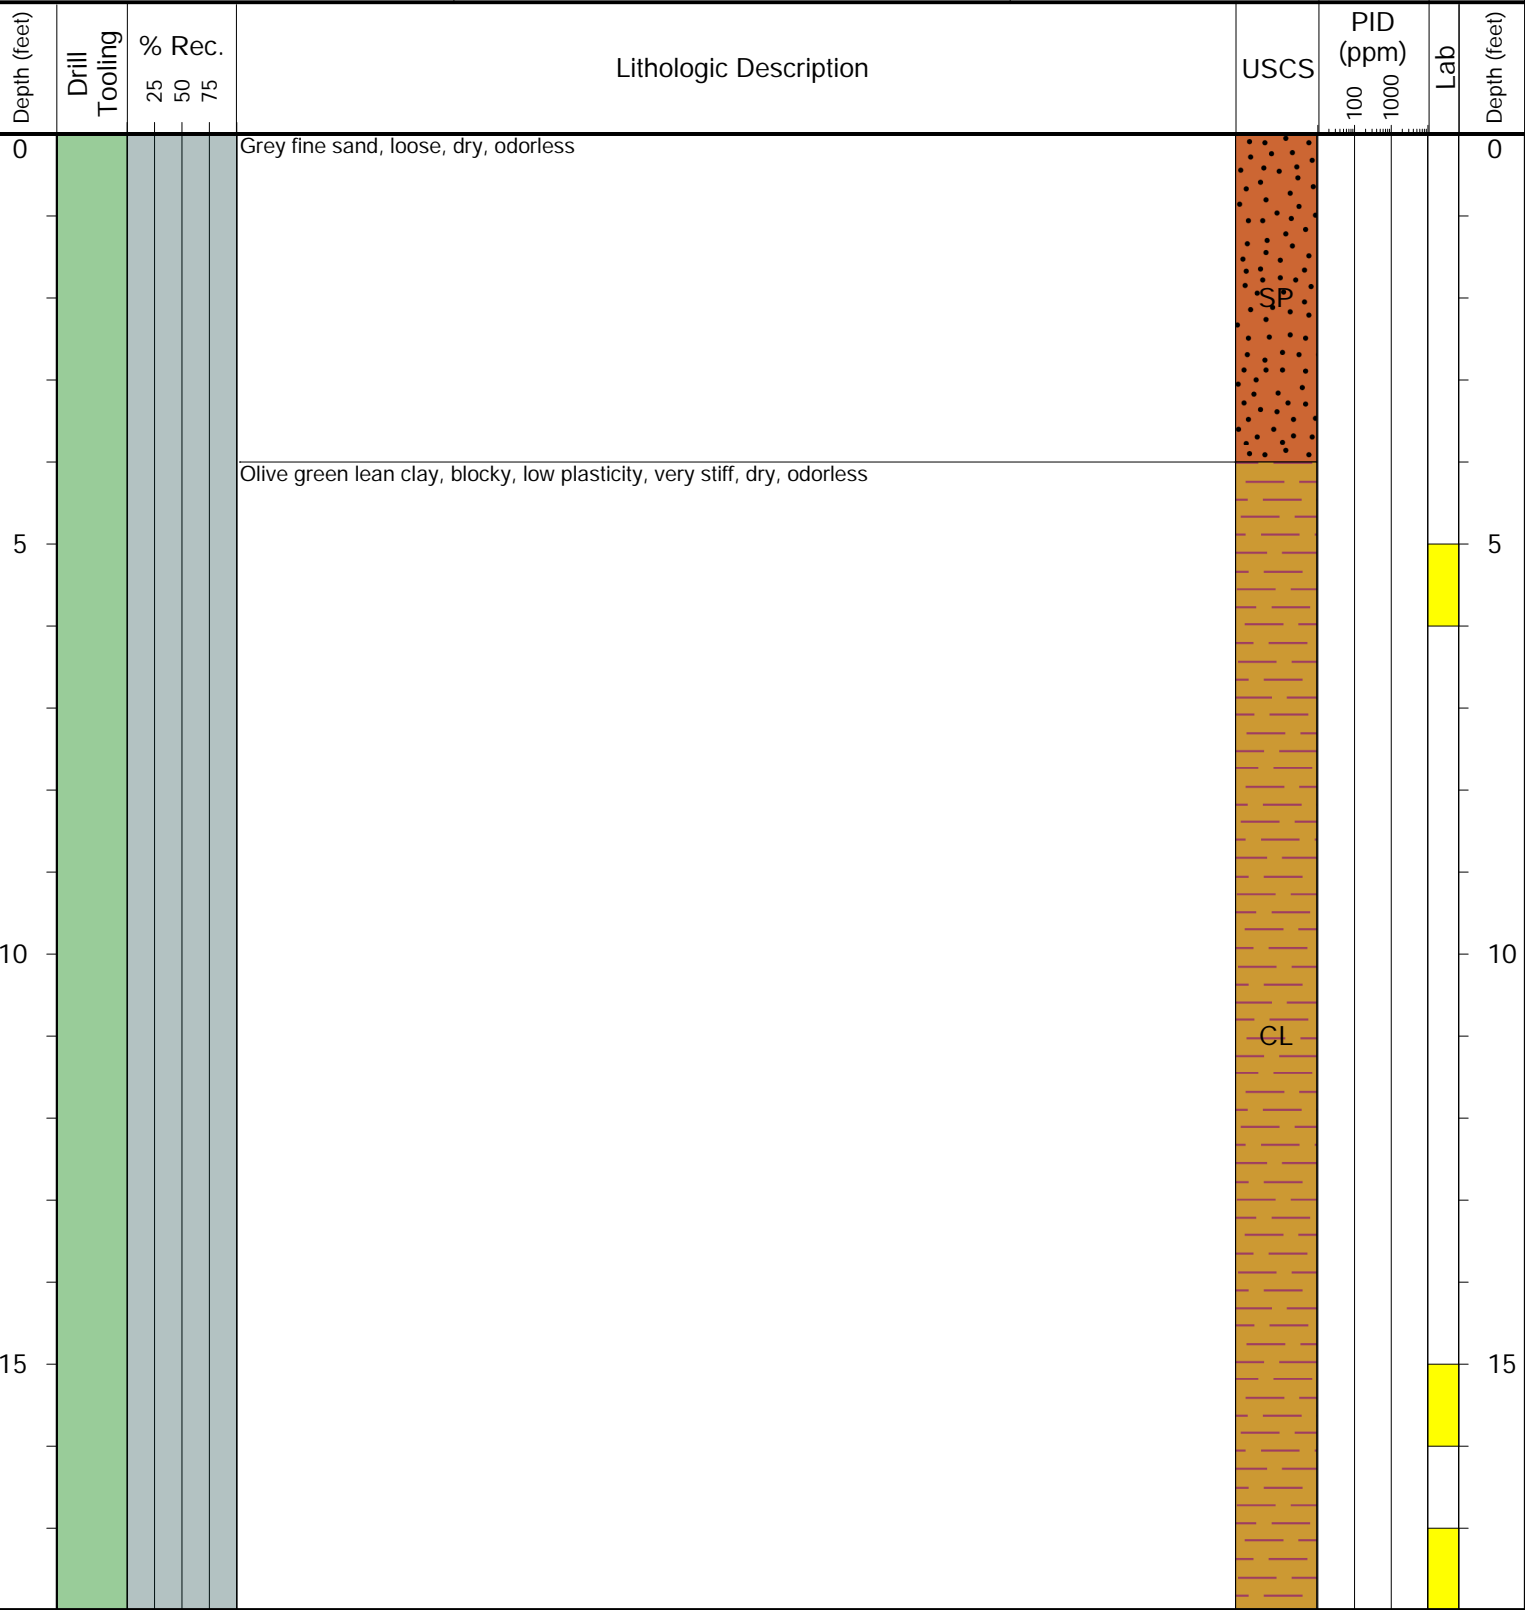 Depth (feet)
Drill
Tooling
% Rec.
25
50
75
Lithologic Description
USCS
PID
(ppm)
100
1000
Lab
Depth (feet)
0
Grey fine sand, loose, dry, odorless
0
SP
Olive green lean clay, blocky, low plasticity, very stiff, dry, odorless
5
5
10
10
CL
15
15